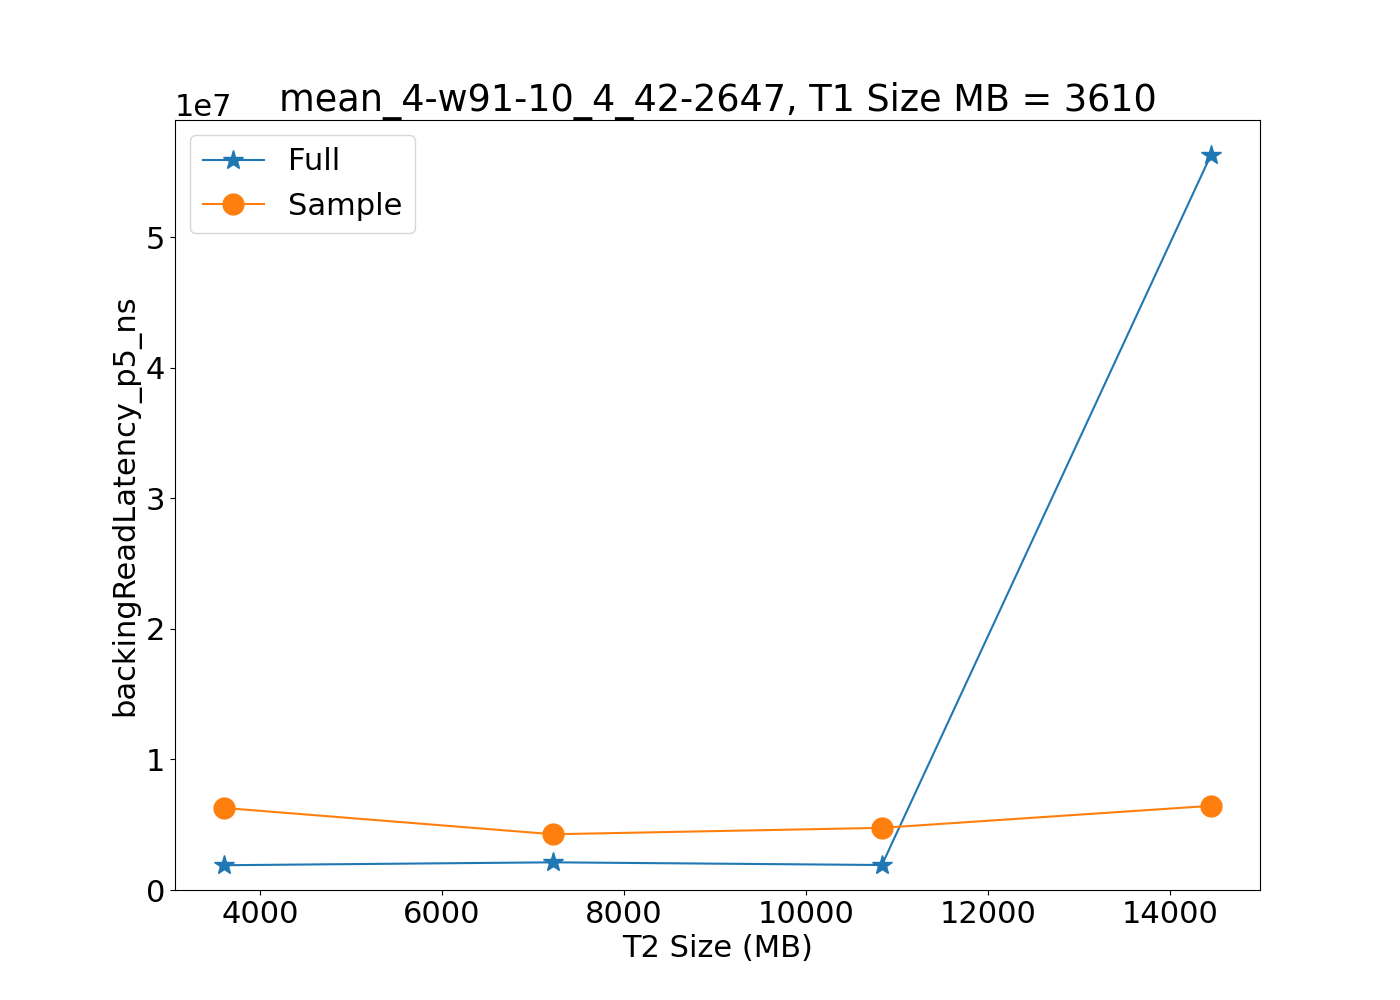 mean_4-w91-10_4_42-2647, T1 Size MB = 3610
1e7
Full
Sample
5
4
3
2
1
0
backingReadLatency_p5_ns
4000 6000 8000 10000 12000 14000
T2 Size (MB)